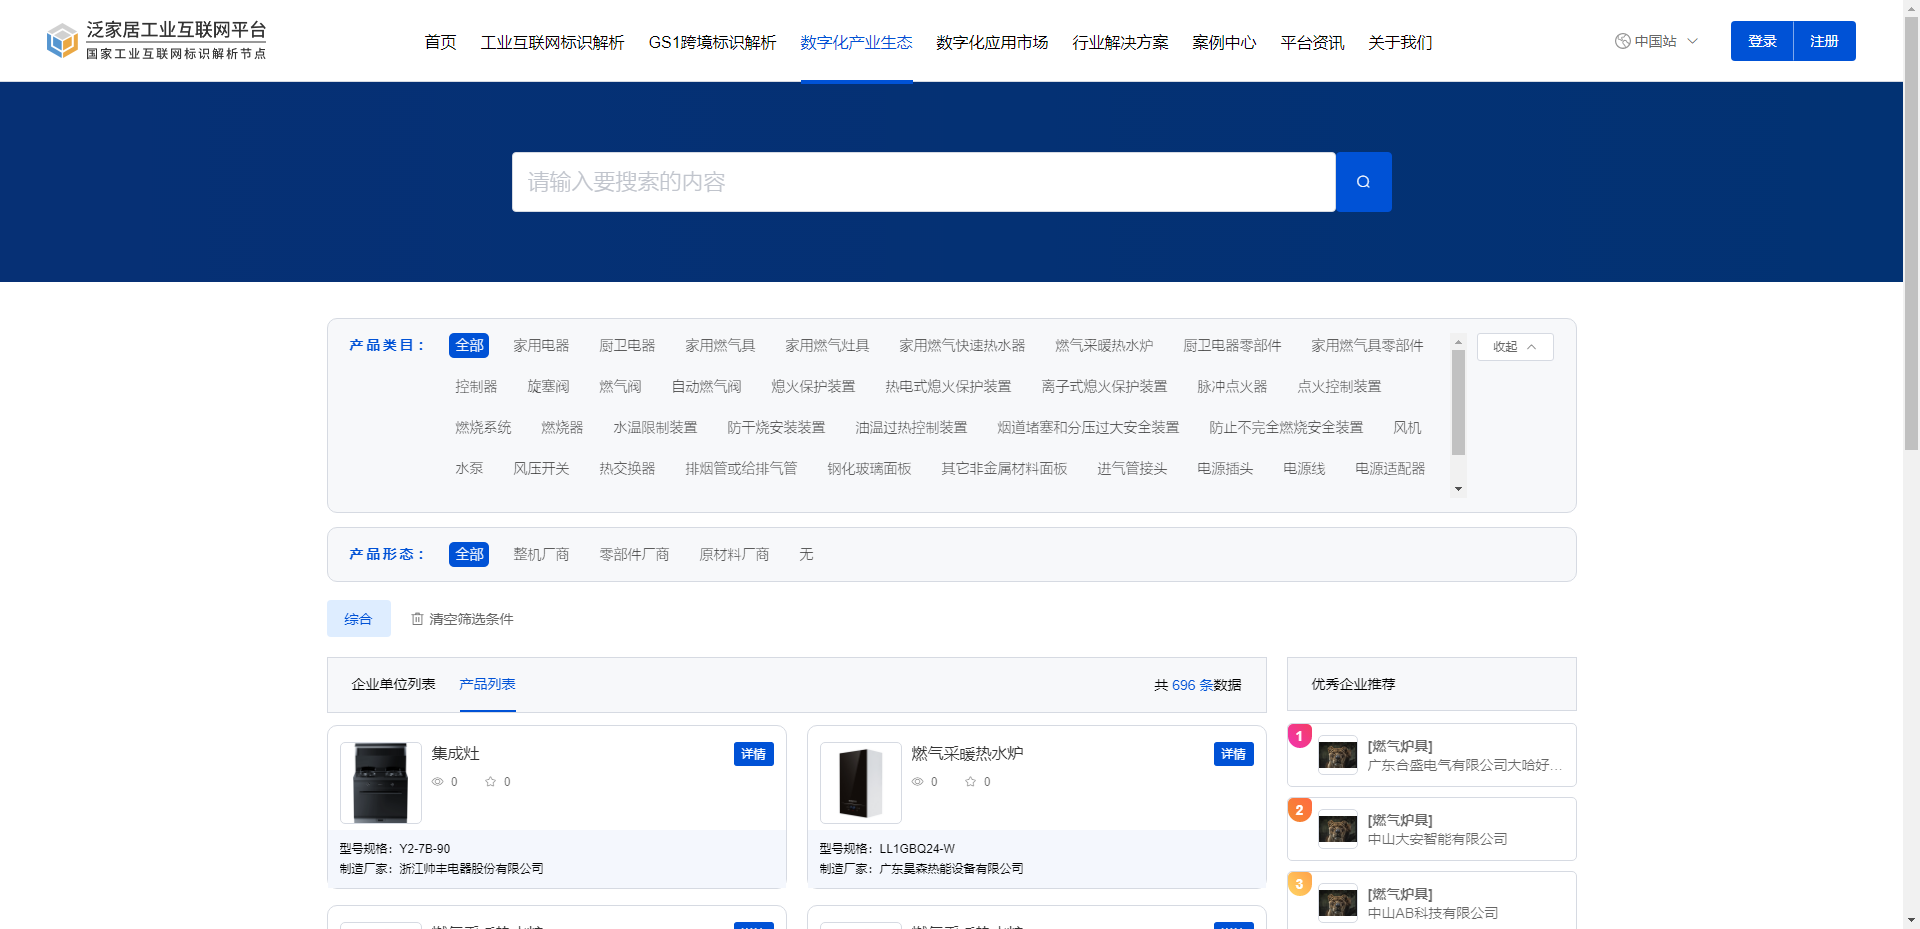 泛家居工业互联网平台
国家工业互联网标识解析节点
首页 工业互联网标识解析 GS1跨境标识解析 数字化产业生态 数字化应用市场 行业解决方案 案例中心 平台资讯 关于我们
中国站
登录 注册
请输入要搜索的内容
产品类目： 全部 家用电器 厨卫电器 家用燃气具 家用燃气灶具 家用燃气快速热水器 燃气采暖热水炉 厨卫电器零部件 家用燃气具零部件
收起
控制器 旋塞阀 燃气阀 自动燃气阀 熄火保护装置 热电式熄火保护装置 离子式熄火保护装置 脉冲点火器 点火控制装置
燃烧系统 燃烧器 水温限制装置 防干烧安装装置 油温过热控制装置 烟道堵塞和分压过大安全装置 防止不完全燃烧安全装置 风机
水泵 风压开关 热交换器 排烟管或给排气管 钢化玻璃面板 其它非金属材料面板 进气管接头 电源插头 电源线 电源适配器
产品形态： 全部 整机厂商 零部件厂商 原材料厂商 无
综合 清空筛选条件
企业单位列表 产品列表 共 696 条数据
集成灶 详情
0 0
型号规格：Y2-7B-90
制造厂家：浙江帅丰电器股份有限公司
燃气采暖热水炉 详情
0 0
型号规格：LL1GBQ24-W
制造厂家：广东昊森热能设备有限公司
优秀企业推荐
1
[燃气炉具]
广东合盛电气有限公司大哈好...
2
[燃气炉具]
中山大安智能有限公司
3
[燃气炉具]
中山AB科技有限公司